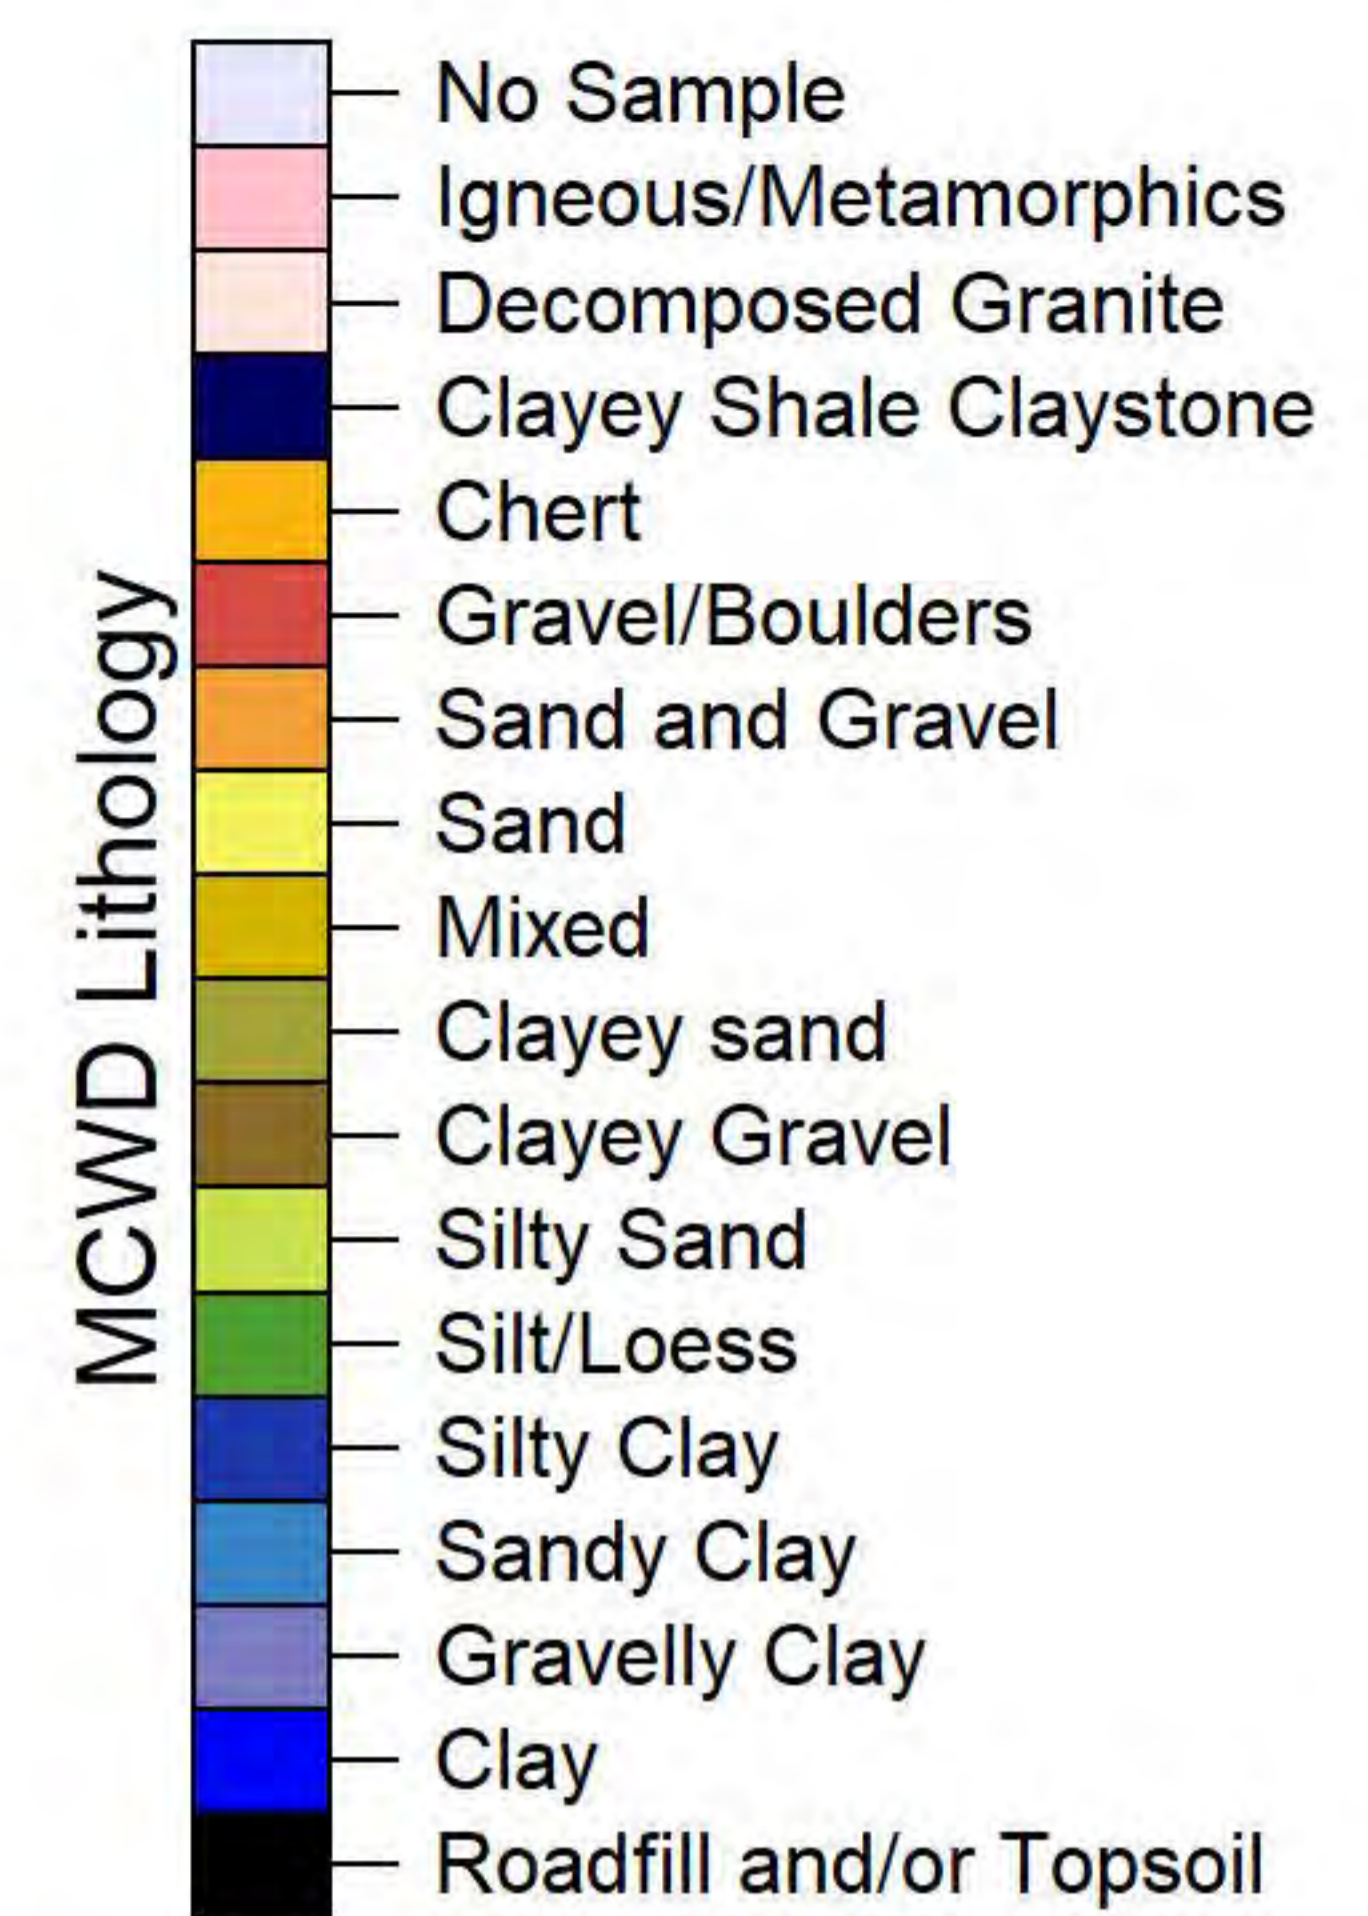 MCWD Lithology
No Sample
Igneous/Metamorphics
Decomposed Granite
Clayey Shale Claystone
Chert
Gravel/Boulders
Sand and Gravel
Sand
Mixed
Clayey sand
Clayey Gravel
Silty Sand
Silt/Loess
Silty Clay
Sandy Clay
Gravelly Clay
Clay
Roadfill and/or Topsoil